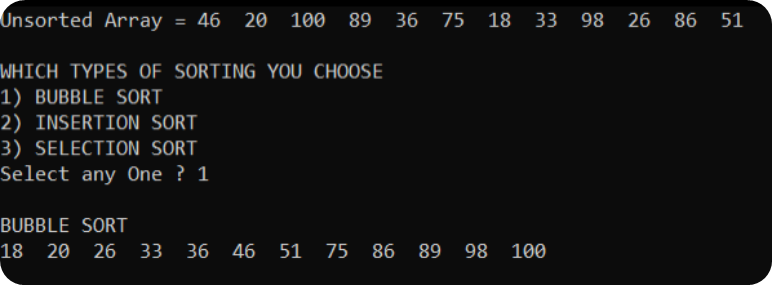 Unsorted Array = 46  20  100  89  36  75  18  33  98  26  86  51
WHICH TYPES OF SORTING YOU CHOOSE
1) BUBBLE SORT
2) INSERTION SORT
3) SELECTION SORT
Select any One ? 1
BUBBLE SORT
18  20  26  33  36  46  51  75  86  89  98  100